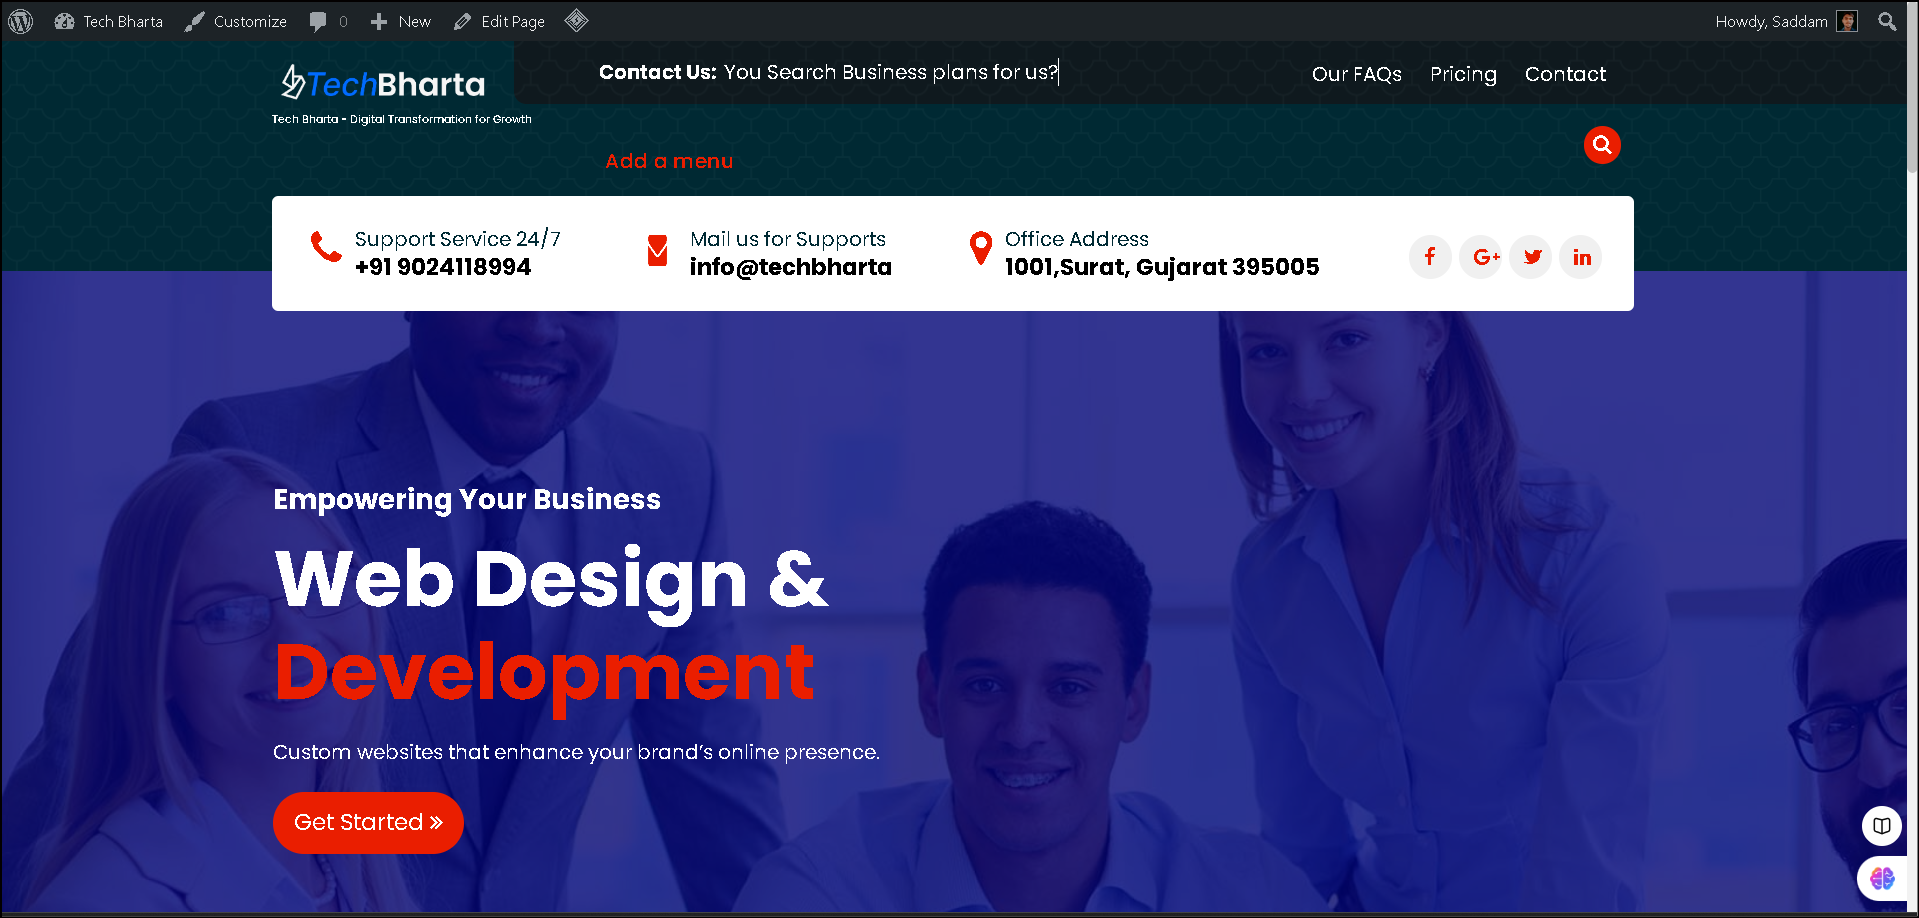 Tech Bharta Customize 0 New Edit Page Howdy, Saddam
TechBharta
Contact Us: You Search Business plans for us?
Our FAQs Pricing Contact
Tech Bharta - Digital Transformation for Growth
Add a menu
Support Service 24/7
+91 9024118994
Mail us for Supports
info@techbharta
Office Address
1001,Surat, Gujarat 395005
Empowering Your Business
Web Design &
Development
Custom websites that enhance your brand’s online presence.
Get Started »